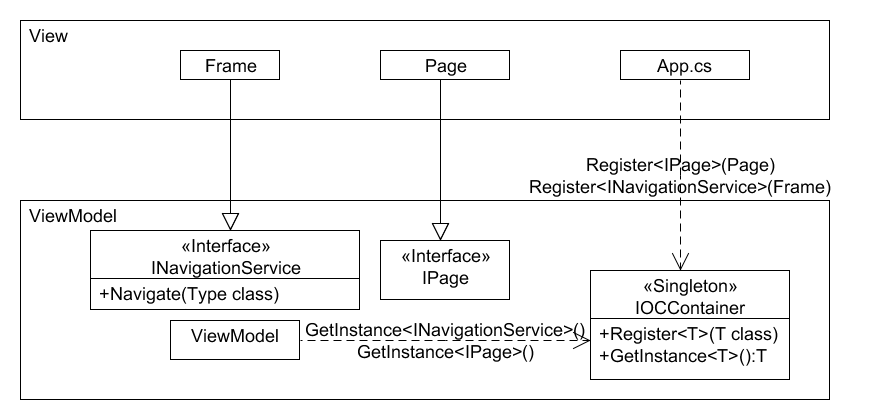 View
Frame
Page
App.cs
Register<IPage>(Page)
Register<INavigationService>(Frame)
ViewModel
«Interface»
INavigationService
+Navigate(Type class)
«Interface»
IPage
«Singleton»
IOCContainer
+Register<T>(T class)
+GetInstance<T>():T
ViewModel
GetInstance<INavigationService>()
GetInstance<IPage>()